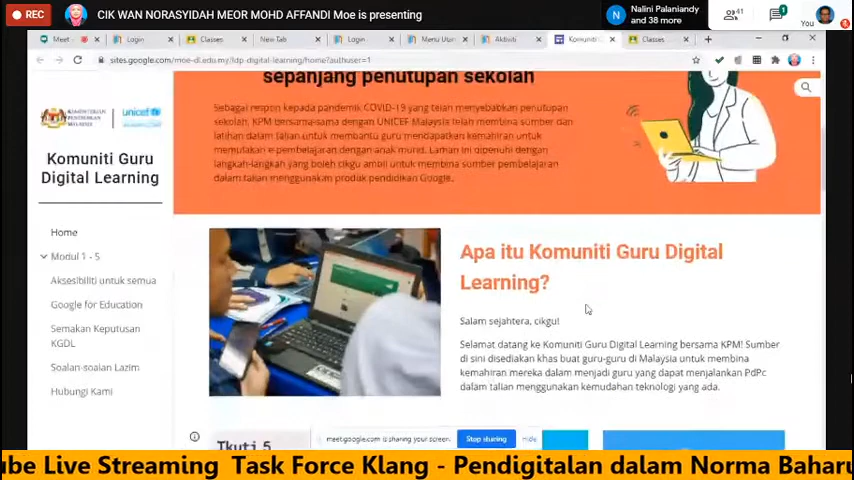 REC
CIK WAN NORASYIDAH MEOR MOHD AFFANDI Moe is presenting
Nalini Palaniandy
and 38 more
N
41
1
You
Meet
Login
Classes
New Tab
Login
Menu Utam
Aktiviti
Komuniti
Classes
sites.google.com/moe-dl.edu.my/fdp-digital-learning/home?authuser=1
sepanjang penutupan sekolah
Sebagai respon kepada pandemik COVID-19 yang telah menyebabkan penutupan
sekolah, KPM bersama-sama dengan UNICEF Malaysia telah membina sumber dan
latihan dalam talian untuk membantu guru mendapatkan kemahiran untuk
memulakan e-pembelajaran dengan anak murid. Laman ini dipenuhi dengan
langkah-langkah yang boleh cikgu ambil untuk membina sumber pembelajaran
dalam talian menggunakan produk pendidikan Google.
KEMENTERIAN
PENDIDIKAN
MALAYSIA
unicef
Komuniti Guru
Digital Learning
Home
Modul 1 - 5
Aksesibiliti untuk semua
Google for Education
Semakan Keputusan
KGDL
Soalan-soalan Lazim
Hubungi Kami
Apa itu Komuniti Guru Digital
Learning?
Salam sejahtera, cikgu!
Selamat datang ke Komuniti Guru Digital Learning bersama KPM! Sumber
di sini disediakan khas buat guru-guru di Malaysia untuk membina
kemahiran mereka dalam menjadi guru yang dapat menjalankan PdPc
dalam talian menggunakan kemudahan teknologi yang ada.
Ikuti 5
meet.google.com is sharing your screen.
Stop sharing
Hide
ube Live Streaming Task Force Klang - Pendigitalan dalam Norma Baharu